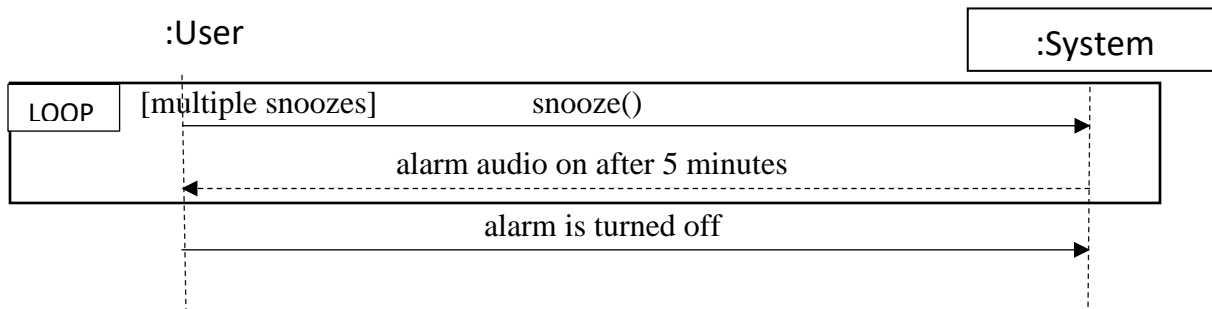 :User
:System
LOOP
[multiple snoozes]
snooze()
alarm audio on after 5 minutes
alarm is turned off